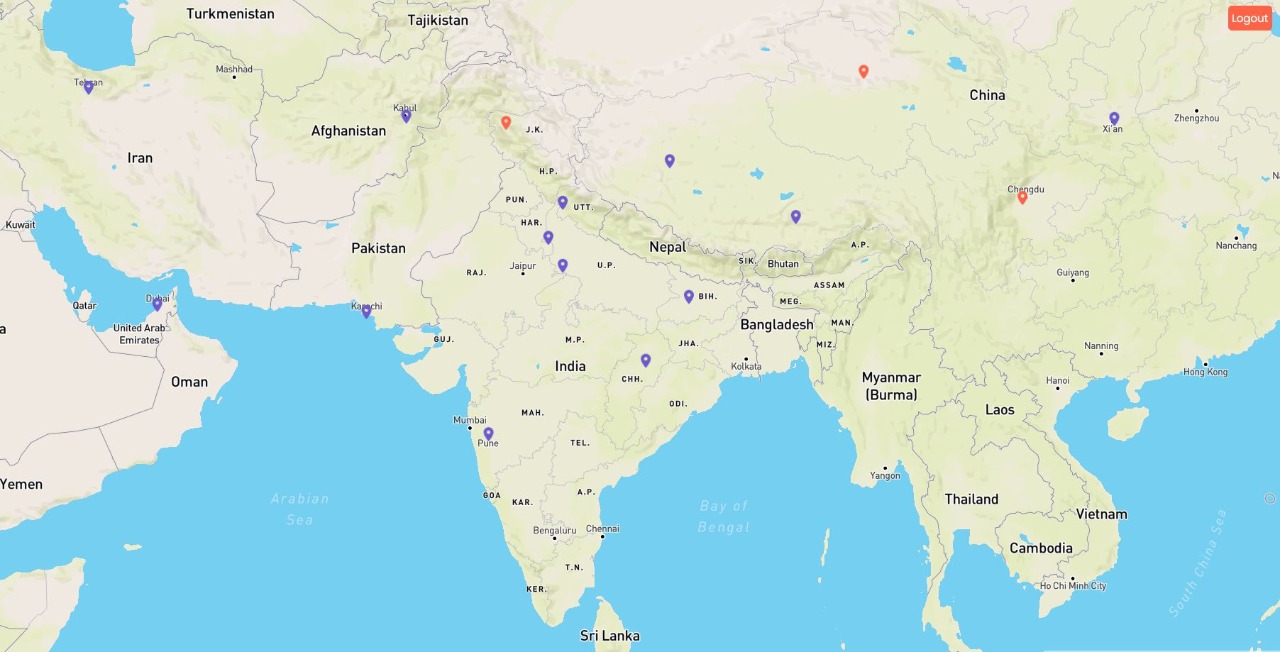 Turkmenistan
Tajikistan
Logout
Mashhad
Tehran
China
Kabul
Afghanistan
Zhengzhou
Xi'an
J.K.
Iran
H.P.
Chengdu
PUN.
UTT.
HAR.
Kuwait
Pakistan
Nepal
A.P.
Nanchang
SIK.
Bhutan
Jaipur
U.P.
RAJ.
Guiyang
ASSAM
BIH.
MEG.
Qatar
Dubai
Karachi
United Arab
Emirates
Bangladesh
MAN.
GUJ.
M.P.
JHA.
MIZ.
Nanning
India
Kolkata
Hong Kong
CHH.
Oman
Myanmar
(Burma)
Hanoi
ODI.
Laos
MAH.
Mumbai
Pune
TEL.
Yangon
Yemen
GOA
KAR.
A.P.
Arabian
Sea
Bay of
Bengal
Thailand
Vietnam
Bengaluru
Chennai
Cambodia
South China Sea
T.N.
KER.
Ho Chi Minh City
Sri Lanka